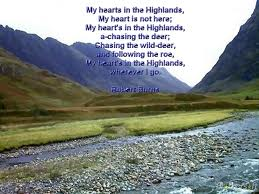 My hearts in the Highlands,
My heart is not here;
My heart's in the Highlands,
a-chasing the deer;
Chasing the wild-deer,
and following the roe,
My heart's in the Highlands,
wherever I go.
Robert Burns